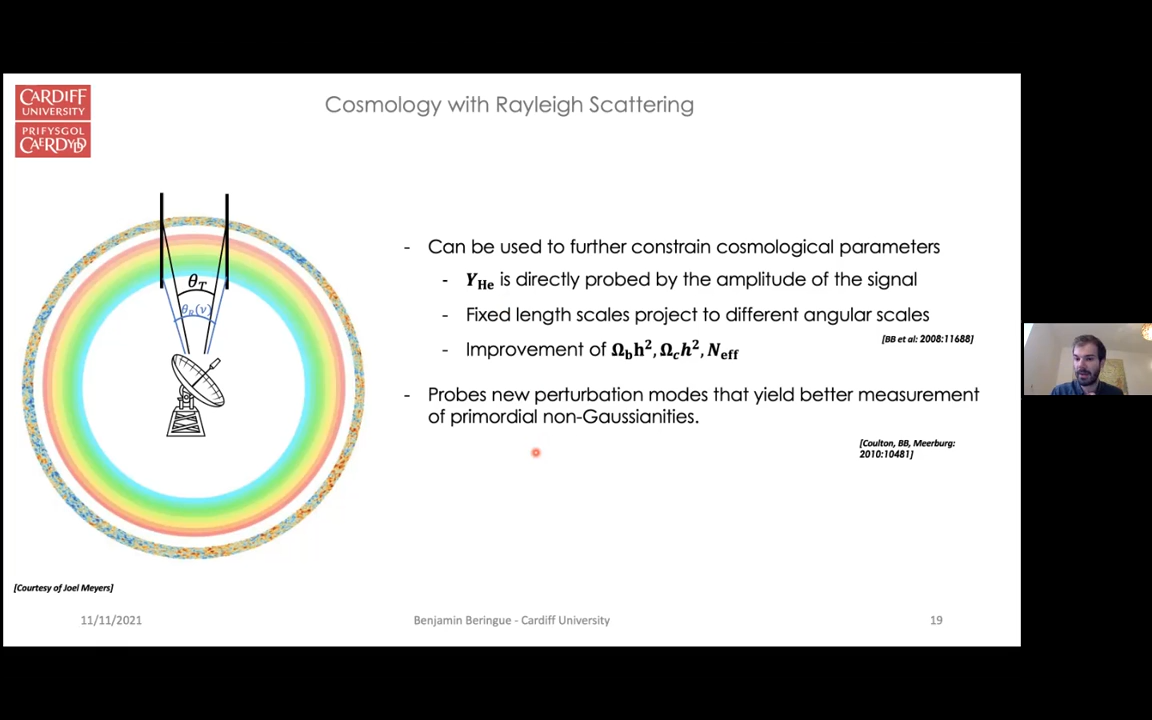 CARDIFF
UNIVERSITY
PRIFYSGOL
CAERDYDD
Cosmology with Rayleigh Scattering
θ_T
θ_R(ν)
- Can be used to further constrain cosmological parameters
- Y_He is directly probed by the amplitude of the signal
- Fixed length scales project to different angular scales
[BB et al: 2008:11688]
- Improvement of Ω_b h², Ω_c h², N_eff
- Probes new perturbation modes that yield better measurement
of primordial non-Gaussianities.
[Coulton, BB, Meerburg:
2010:10481]
[Courtesy of Joel Meyers]
11/11/2021
Benjamin Beringue - Cardiff University
19